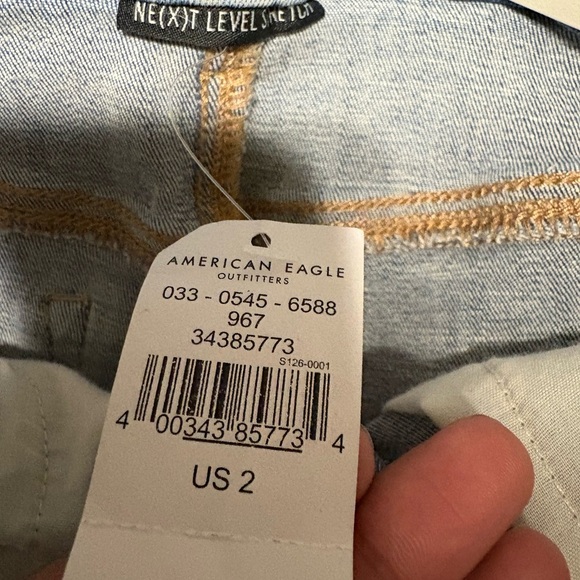 NE(X)T LEVEL STRETCH
AMERICAN EAGLE
OUTFITTERS
033 - 0545 - 6588
967
34385773
S126-0001
4 00343 85773 4
US 2